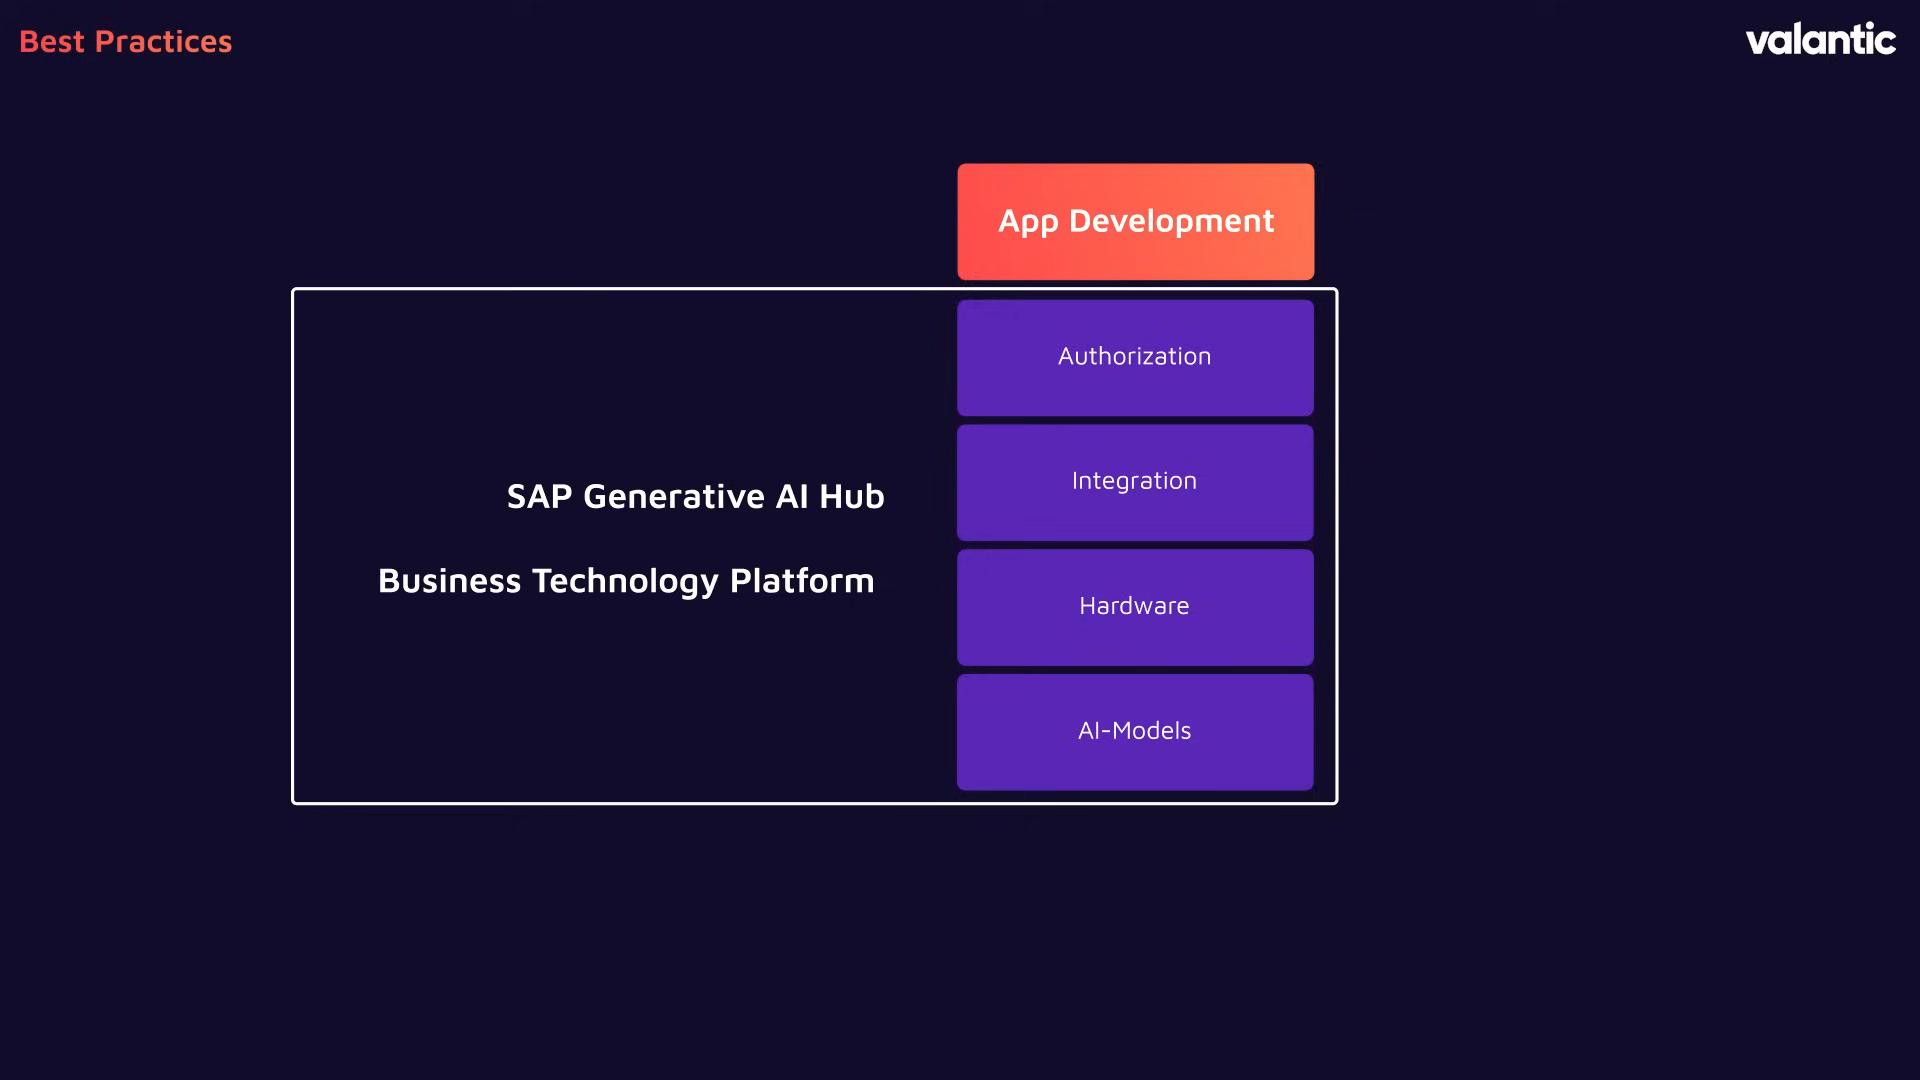 Best Practices
valantic
App Development
Authorization
Integration
SAP Generative AI Hub
Business Technology Platform
Hardware
AI-Models